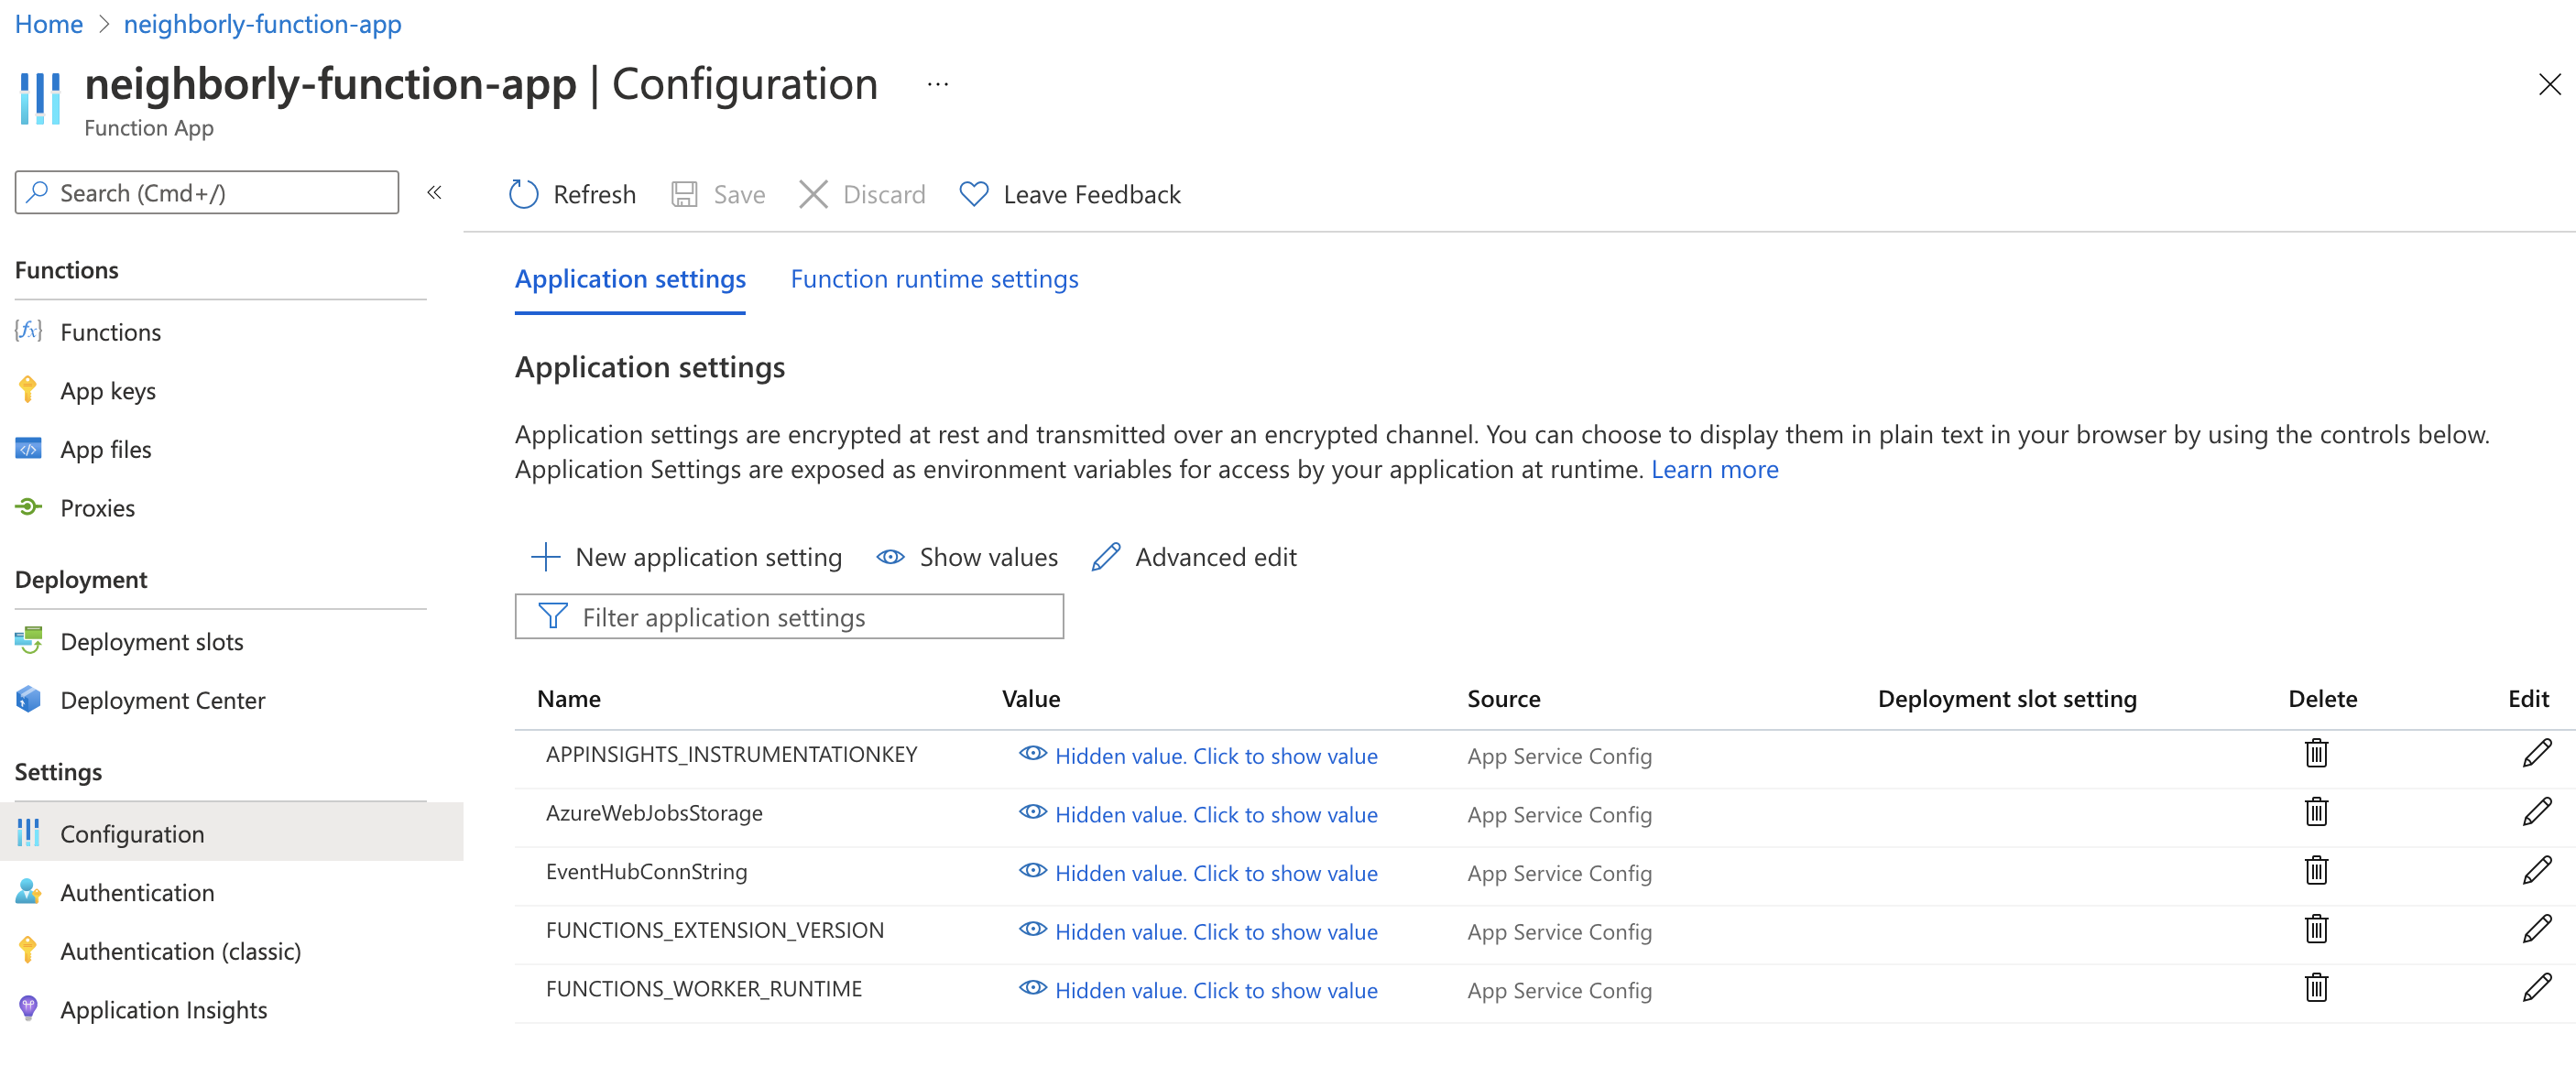 Home > neighborly-function-app
neighborly-function-app | Configuration ...
Function App
Search (Cmd+/)
«
Refresh Save Discard Leave Feedback
Functions
Functions
App keys
App files
Proxies
Deployment
Deployment slots
Deployment Center
Settings
Configuration
Authentication
Authentication (classic)
Application Insights
Application settings Function runtime settings
Application settings
Application settings are encrypted at rest and transmitted over an encrypted channel. You can choose to display them in plain text in your browser by using the controls below.
Application Settings are exposed as environment variables for access by your application at runtime. Learn more
New application setting Show values Advanced edit
Filter application settings
Name Value Source Deployment slot setting Delete Edit
APPINSIGHTS_INSTRUMENTATIONKEY Hidden value. Click to show value App Service Config
AzureWebJobsStorage Hidden value. Click to show value App Service Config
EventHubConnString Hidden value. Click to show value App Service Config
FUNCTIONS_EXTENSION_VERSION Hidden value. Click to show value App Service Config
FUNCTIONS_WORKER_RUNTIME Hidden value. Click to show value App Service Config